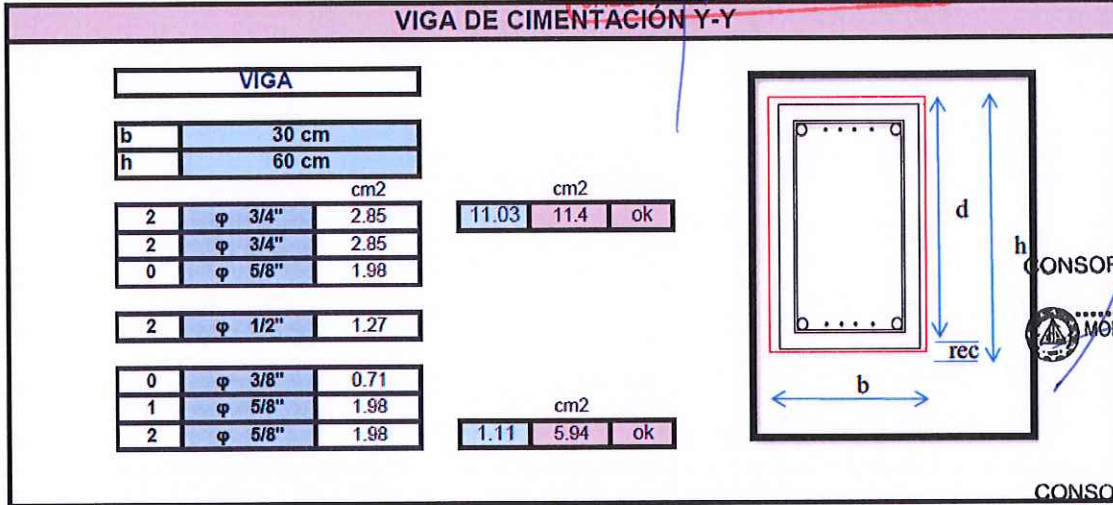 VIGA DE CIMENTACIÓN Y-Y
VIGA
b 30 cm
h 60 cm
cm2
2 φ 3/4" 2.85
2 φ 3/4" 2.85
0 φ 5/8" 1.98
2 φ 1/2" 1.27
0 φ 3/8" 0.71
1 φ 5/8" 1.98
2 φ 5/8" 1.98
cm2
11.03 11.4 ok
cm2
1.11 5.94 ok
d
h
rec
b
CONSOR
MON
CONSO